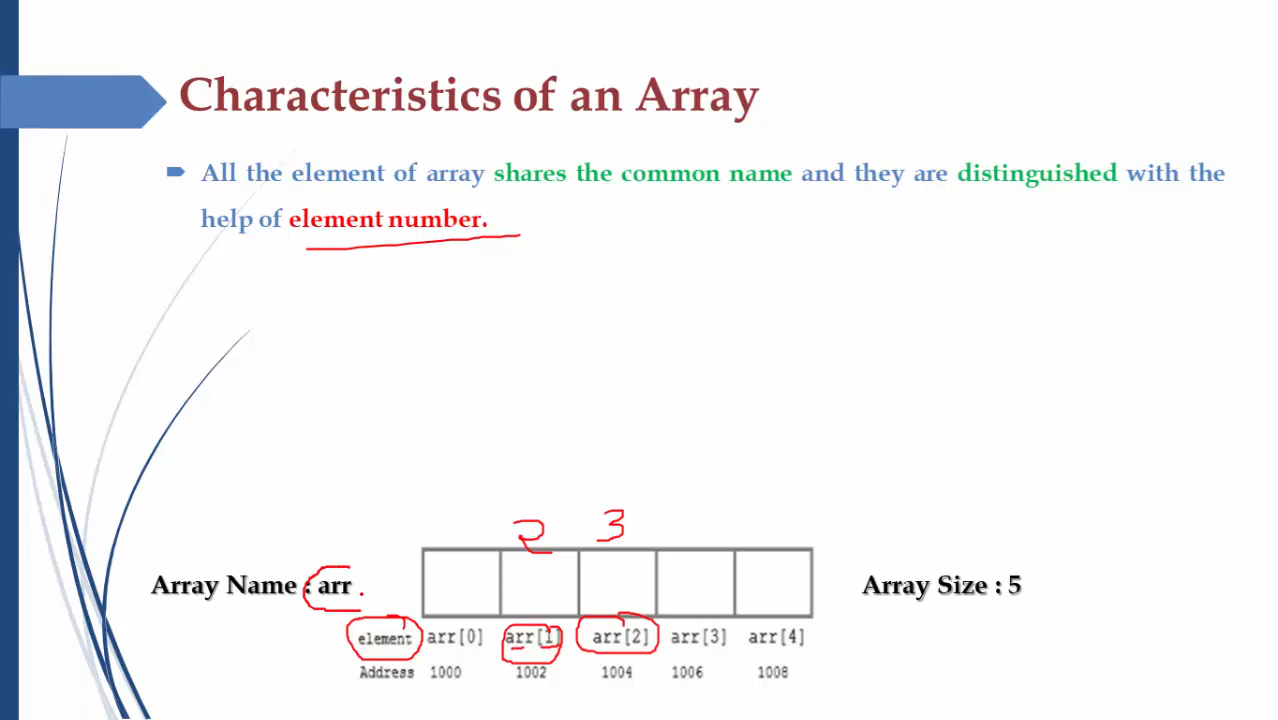 Characteristics of an Array
All the element of array shares the common name and they are distinguished with the
help of element number.
2 3
Array Name : arr
Array Size : 5
element arr[0] arr[1] arr[2] arr[3] arr[4]
Address 1000 1002 1004 1006 1008